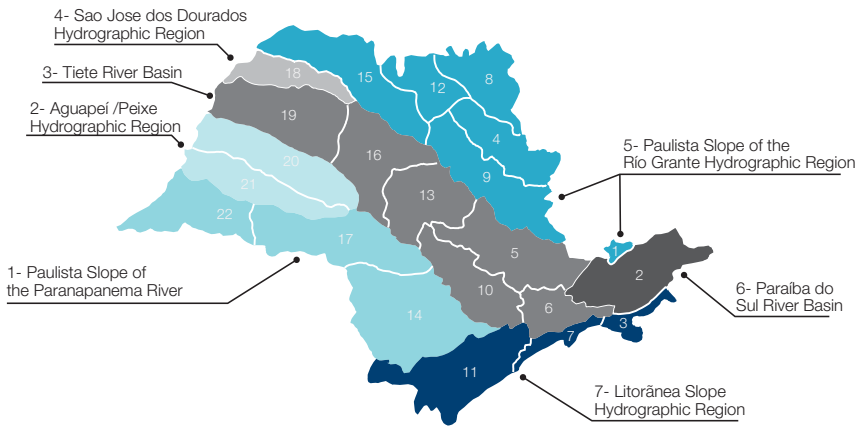 4- Sao Jose dos Dourados
Hydrographic Region
3- Tiete River Basin
2- Aguapeí /Peixe
Hydrographic Region
1- Paulista Slope of
the Paranapanema River
5- Paulista Slope of the
Río Grante Hydrographic Region
6- Paraíba do
Sul River Basin
7- Litorãnea Slope
Hydrographic Region
18
15
12
8
19
4
16
20
9
21
13
22
17
5
1
2
10
6
14
3
7
11